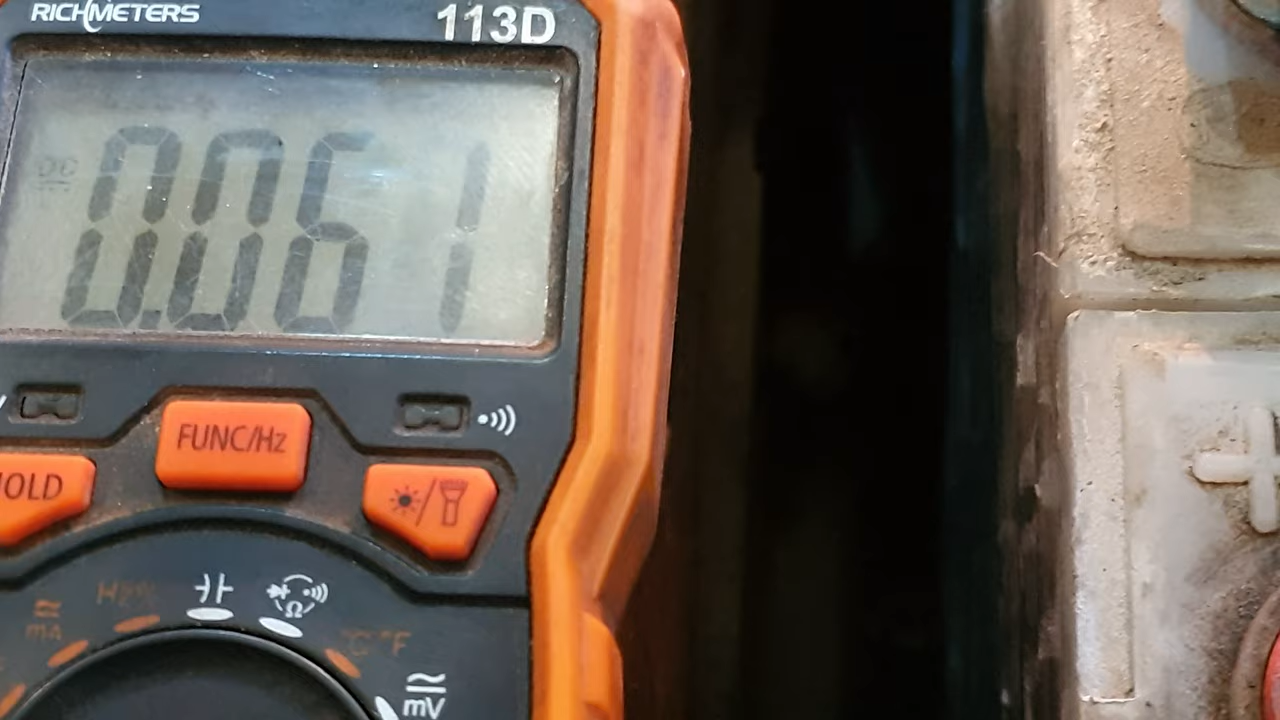 RICHMETERS 113D
DC
0.061
FUNC/Hz
HOLD
Hz%
Ω
mA
°C°F
mV
+